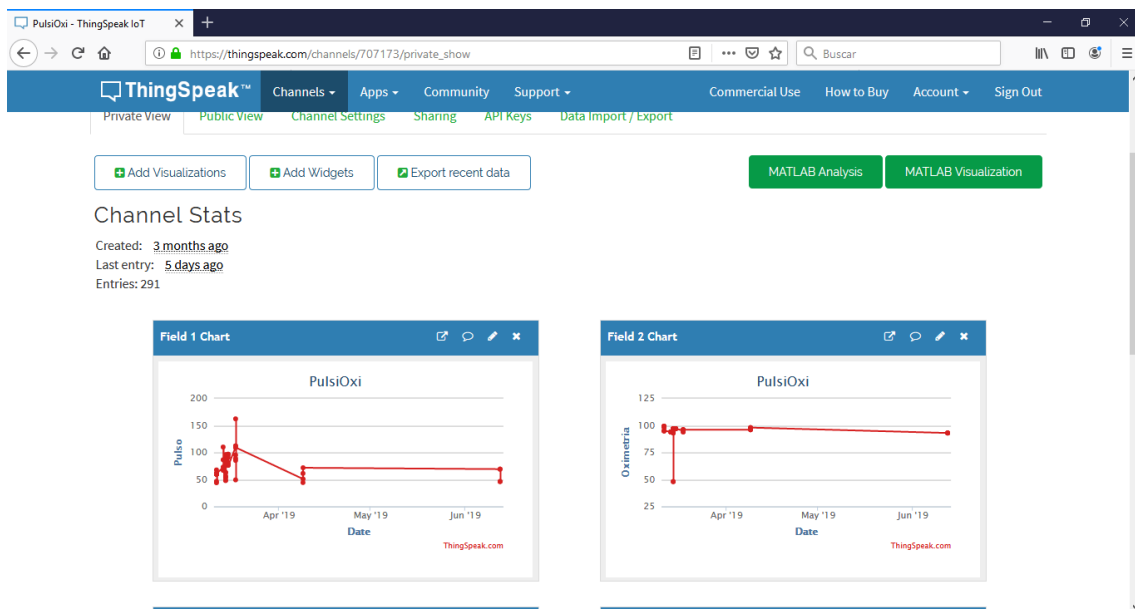 PulsiOxi - ThingSpeak IoT
https://thingspeak.com/channels/707173/private_show
Buscar
ThingSpeak™ Channels Apps Community Support Commercial Use How to Buy Account Sign Out
Private View Public View Channel Settings Sharing API Keys Data Import / Export
Add Visualizations Add Widgets Export recent data MATLAB Analysis MATLAB Visualization
Channel Stats
Created: 3 months ago
Last entry: 5 days ago
Entries: 291
Field 1 Chart
PulsiOxi
200
150
100
50
0
Pulso
Apr '19 May '19 Jun '19
Date
ThingSpeak.com
Field 2 Chart
PulsiOxi
125
100
75
50
25
Oximetria
Apr '19 May '19 Jun '19
Date
ThingSpeak.com